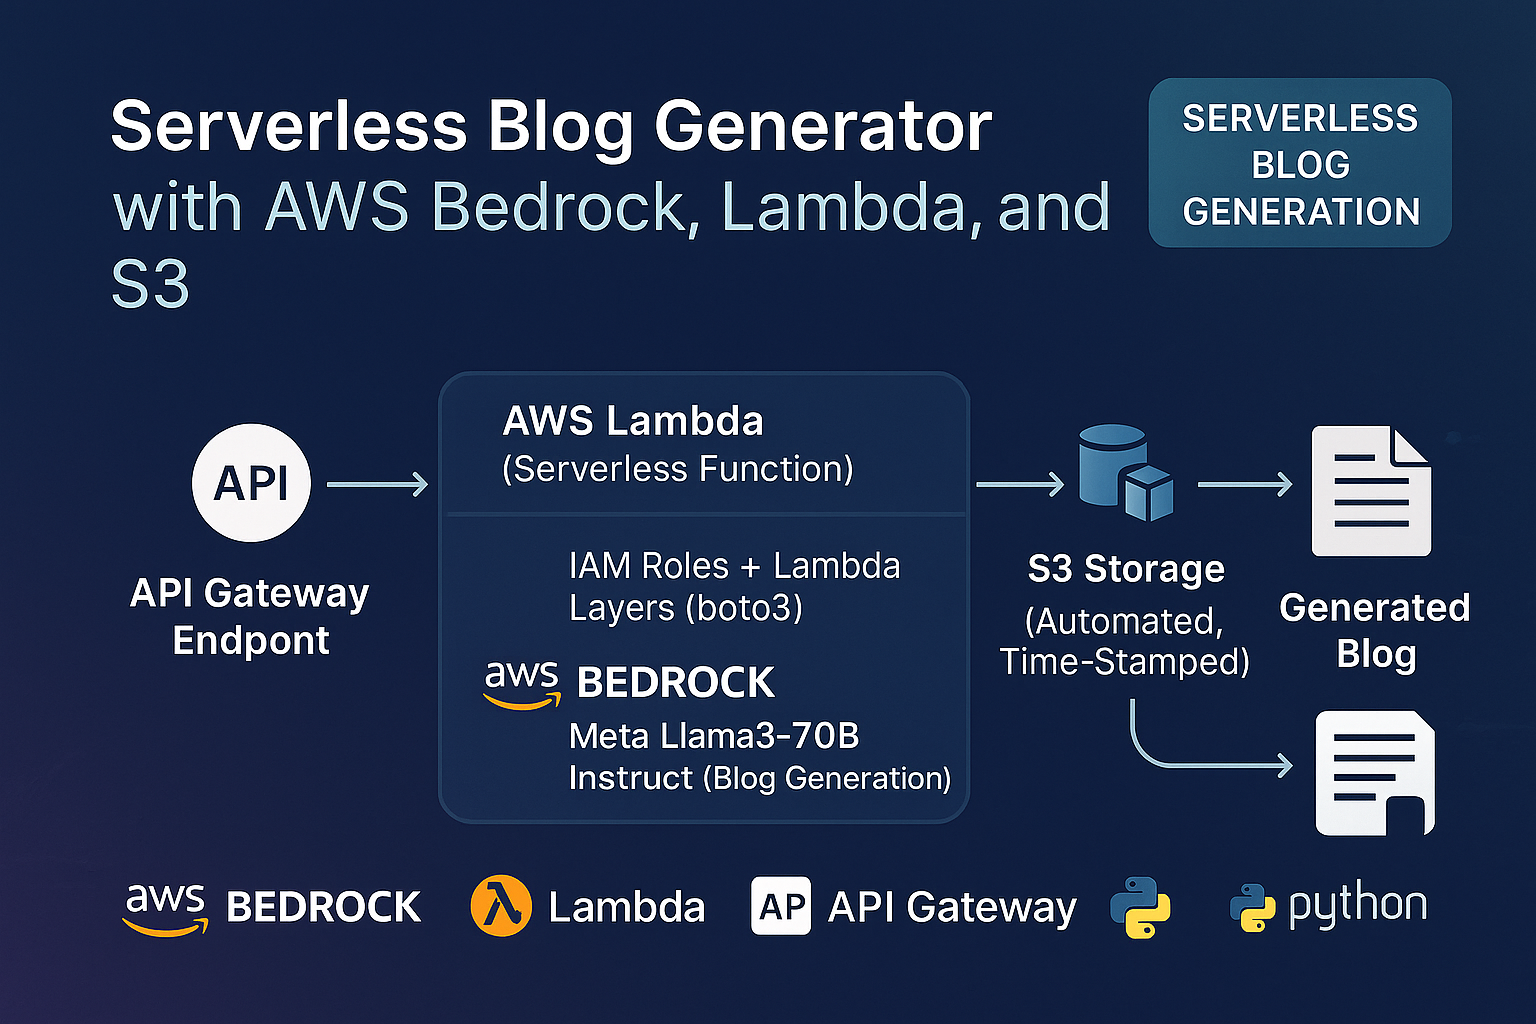 Serverless Blog Generator
with AWS Bedrock, Lambda, and
S3
SERVERLESS
BLOG
GENERATION
API
API Gateway
Endpont
AWS Lambda
(Serverless Function)
IAM Roles + Lambda
Layers (boto3)
aws BEDROCK
Meta Llama3-70B
Instruct (Blog Generation)
S3 Storage
(Automated,
Time-Stamped)
Generated
Blog
aws BEDROCK
Lambda
AP API Gateway
python